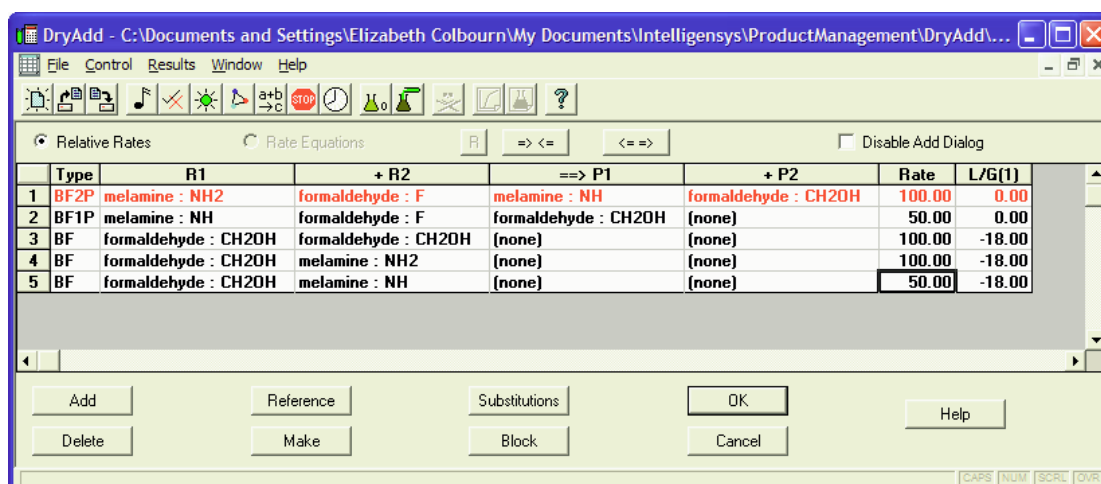 DryAdd - C:\Documents and Settings\Elizabeth Colbourn\My Documents\Intelligensys\ProductManagement\DryAdd\...
File Control Results Window Help
a+b →c STOP ?
Relative Rates Rate Equations R => <= <= => Disable Add Dialog
Type R1 + R2 ==> P1 + P2 Rate L/G(1)
1 BF2P melamine : NH2 formaldehyde : F melamine : NH formaldehyde : CH2OH 100.00 0.00
2 BF1P melamine : NH formaldehyde : F formaldehyde : CH2OH (none) 50.00 0.00
3 BF formaldehyde : CH2OH formaldehyde : CH2OH (none) (none) 100.00 -18.00
4 BF formaldehyde : CH2OH melamine : NH2 (none) (none) 100.00 -18.00
5 BF formaldehyde : CH2OH melamine : NH (none) (none) 50.00 -18.00
Add Reference Substitutions OK Help
Delete Make Block Cancel
CAPS NUM SCRL OVR